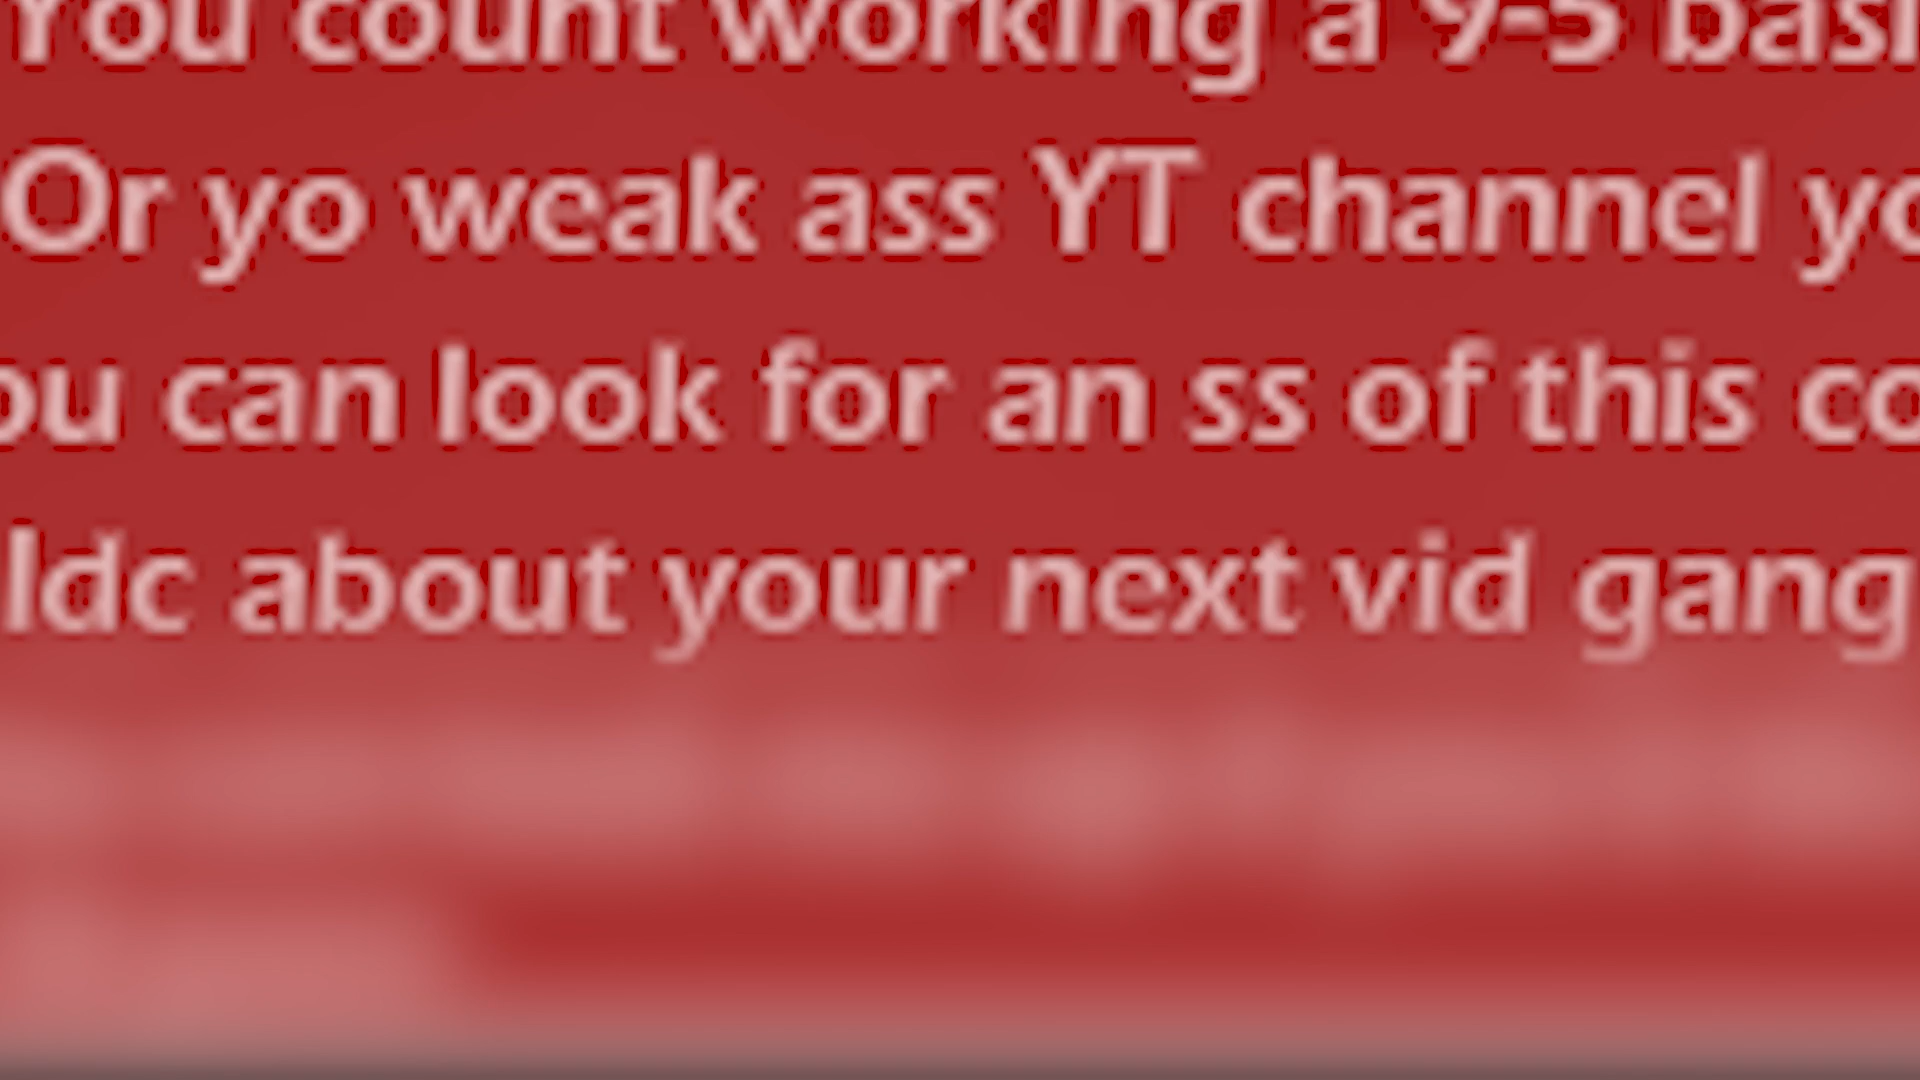 You count working a 9-5 basi
Or yo weak ass YT channel yo
ou can look for an ss of this co
Idc about your next vid gang